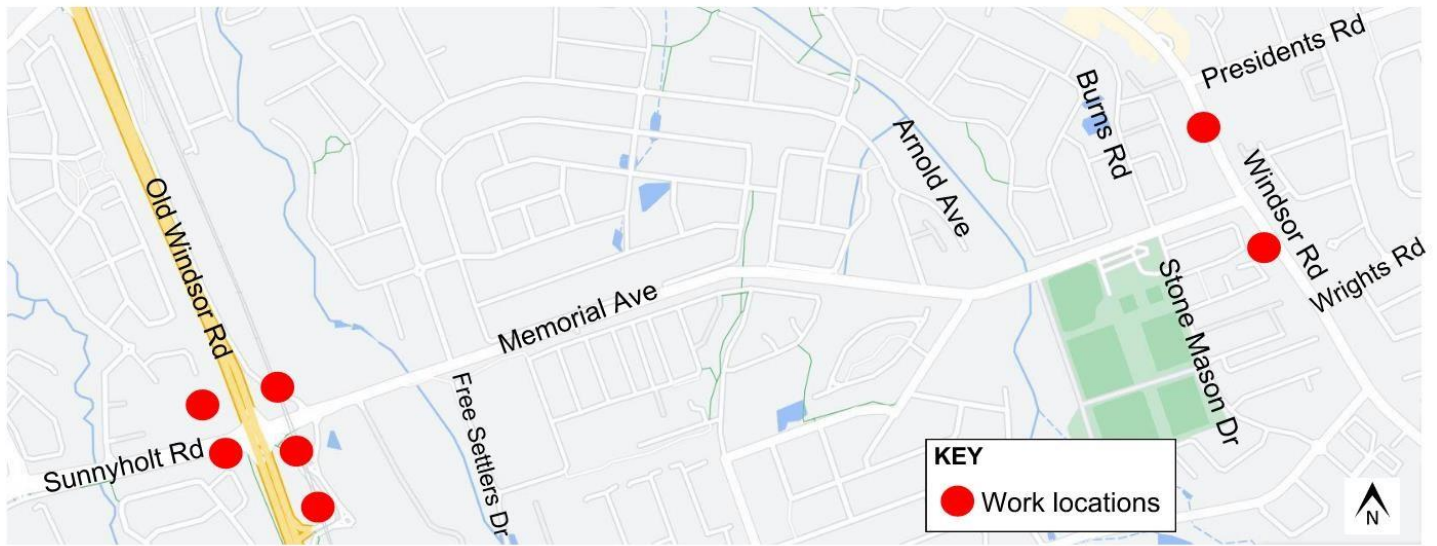 Presidents Rd
Burns Rd
Arnold Ave
Windsor Rd
Old Windsor Rd
Wrights Rd
Memorial Ave
Stone Mason Dr
Free Settlers Dr
Sunnyholt Rd
KEY
Work locations
N